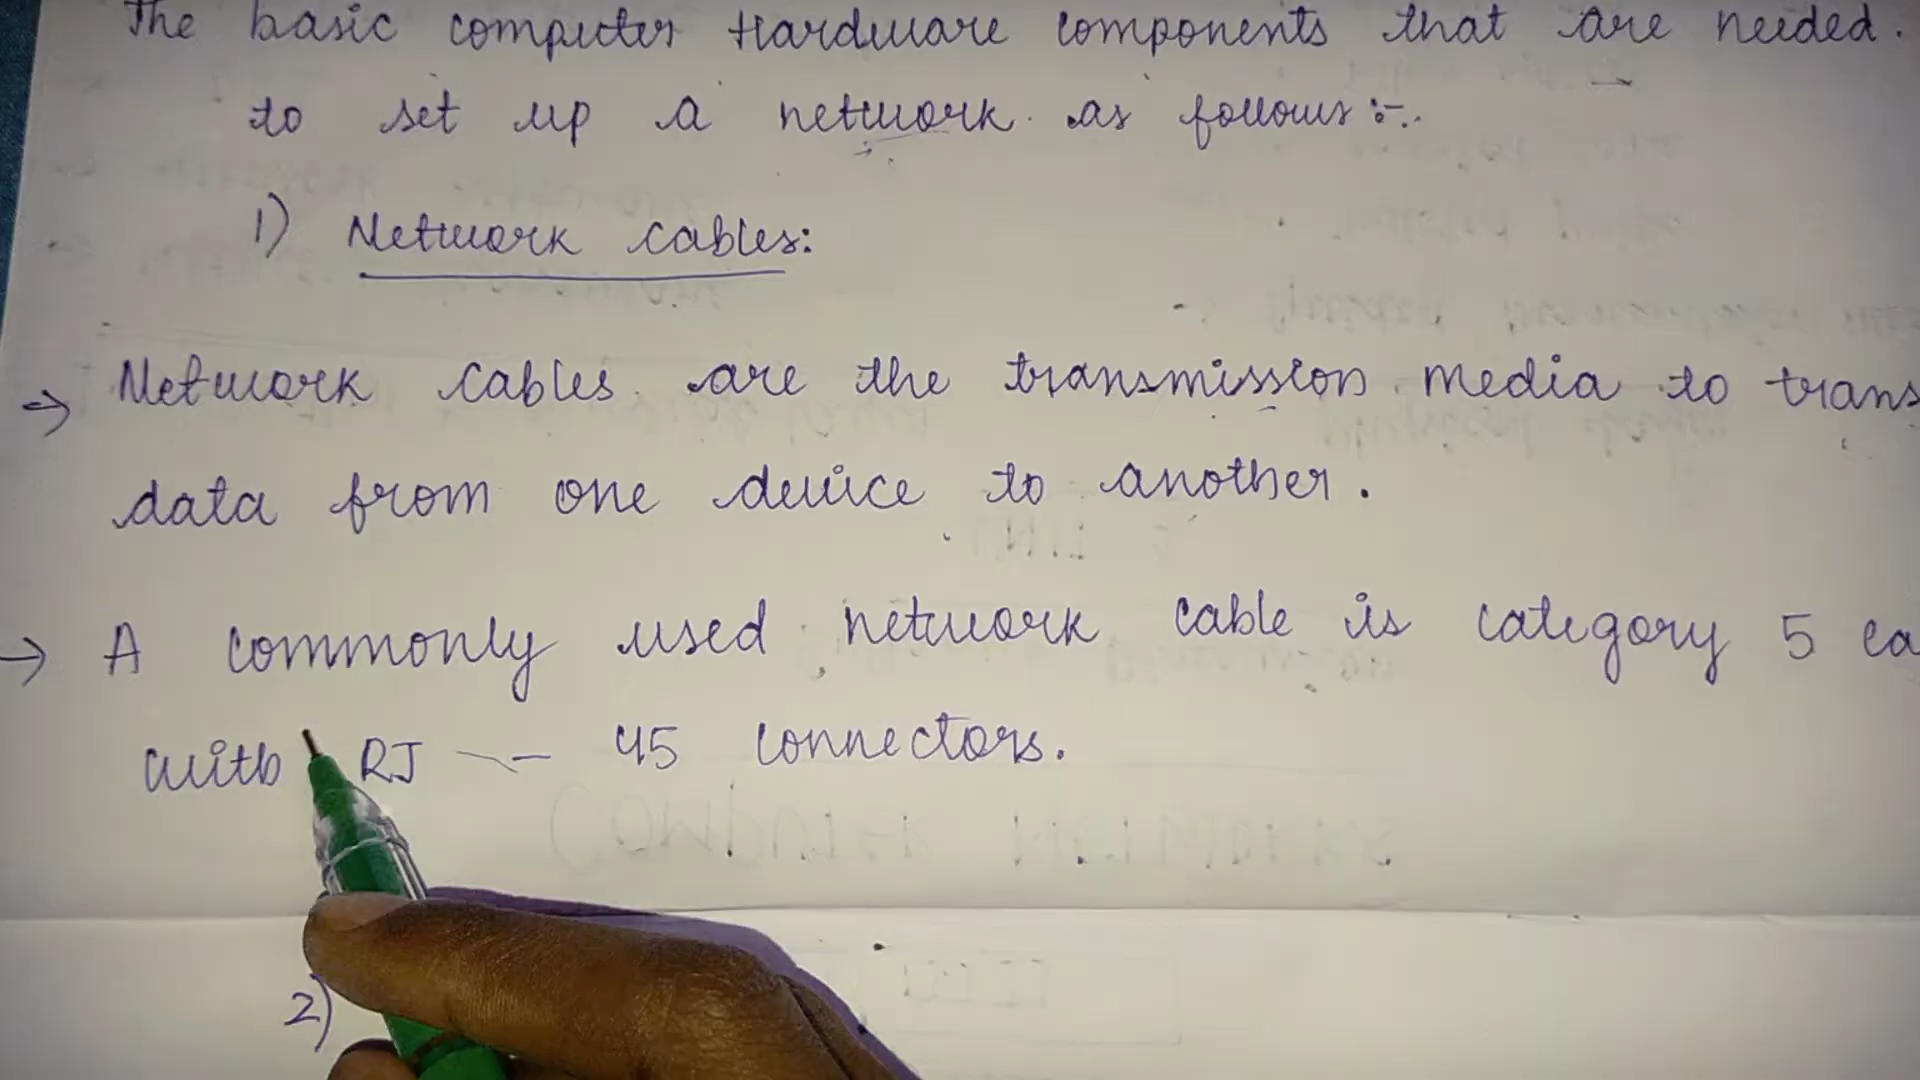 The basic computer Hardware components that are needed.
to set up a network as follows :-
1) Network cables:
→ Network cables are the transmission media to trans
data from one device to another.
→ A commonly used network cable is category 5 ca
with RJ - 45 connectors.
2)